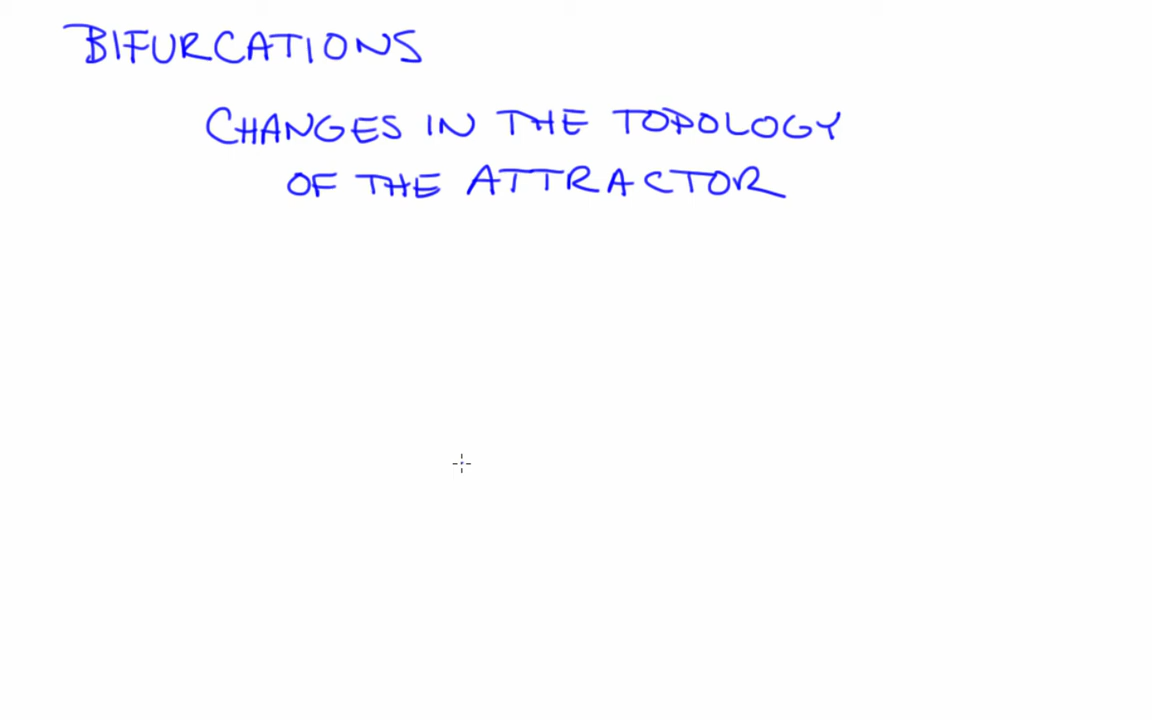 BIFURCATIONS
CHANGES IN THE TOPOLOGY
OF THE ATTRACTOR